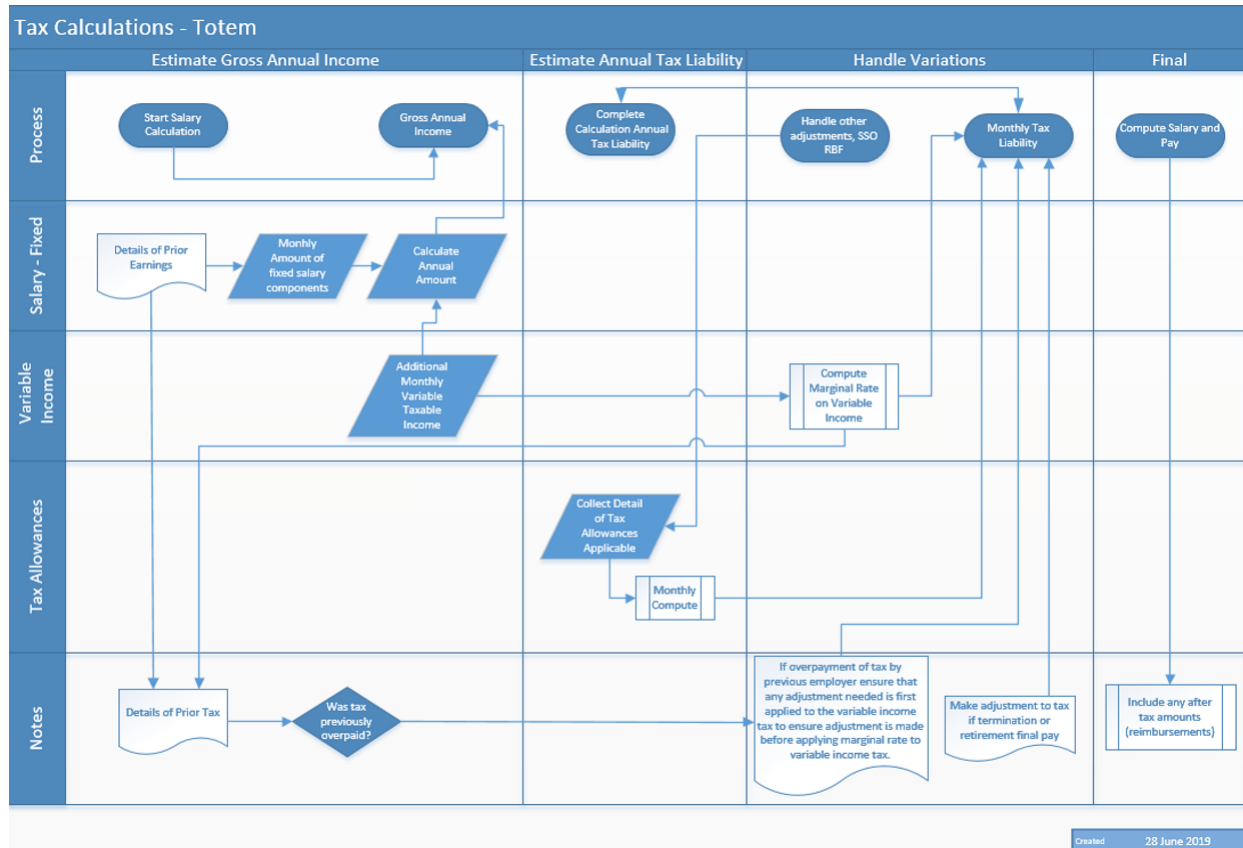 Tax Calculations - Totem
Estimate Gross Annual Income
Estimate Annual Tax Liability
Handle Variations
Final
Process
Start Salary
Calculation
Gross Annual
Income
Complete
Calculation Annual
Tax Liability
Handle other
adjustments, SSO
RBF
Monthly Tax
Liability
Compute Salary and
Pay
Salary - Fixed
Details of Prior
Earnings
Monhly
Amount of
fixed salary
components
Calculate
Annual
Amount
Variable
Income
Additional
Monthly
Variable
Taxable
Income
Compute
Marginal Rate
on Variable
Income
Tax Allowances
Collect Detail
of Tax
Allowances
Applicable
Monthly
Compute
Notes
Details of Prior Tax
Was tax
previously
overpaid?
If overpayment of tax by
previous employer ensure that
any adjustment needed is first
applied to the variable income
tax to ensure adjustment is made
before applying marginal rate to
variable income tax.
Make adjustment to tax
if termination or
retirement final pay
Include any after
tax amounts
(reimbursements)
Created 28 June 2019